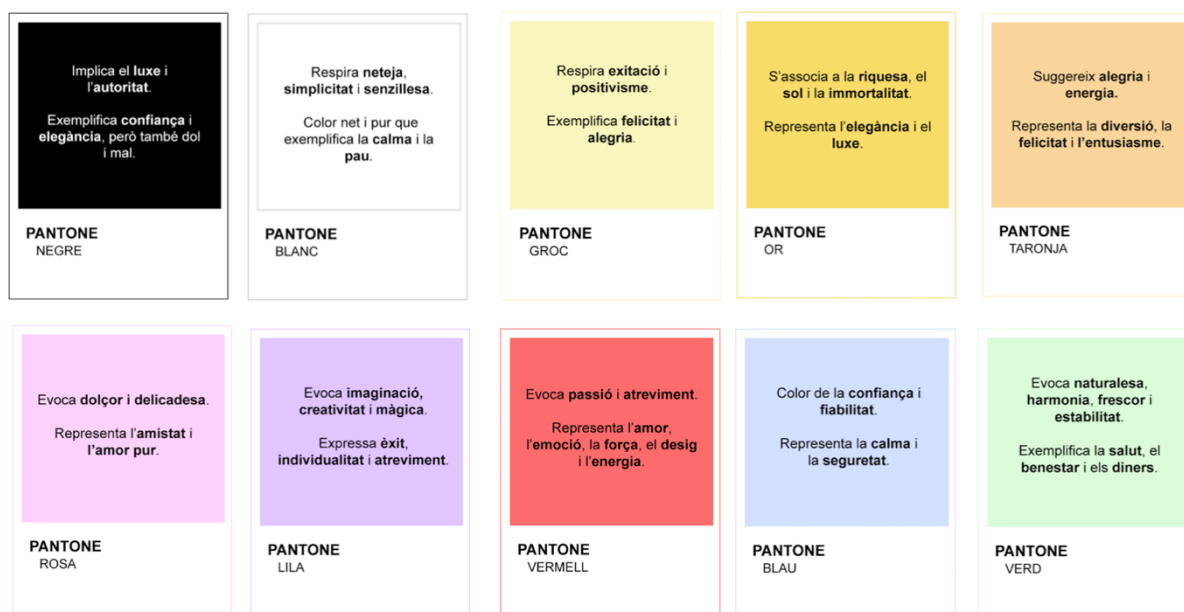 Implica el luxe i
l'autoritat.
Exemplifica confiança i
elegància, però també dol
i mal.
PANTONE
NEGRE
Respira neteja,
simplicitat i senzillesa.
Color net i pur que
exemplifica la calma i la
pau.
PANTONE
BLANC
Respira exitació i
positivisme.
Exemplifica felicitat i
alegria.
PANTONE
GROC
S'associa a la riquesa, el
sol i la immortalitat.
Representa l'elegància i el
luxe.
PANTONE
OR
Suggereix alegria i
energia.
Representa la diversió, la
felicitat i l'entusiasme.
PANTONE
TARONJA
Evoca dolçor i delicadesa.
Representa l'amistat i
l'amor pur.
PANTONE
ROSA
Evoca imaginació,
creativitat i màgica.
Expressa èxit,
individualitat i atreviment.
PANTONE
LILA
Evoca passió i atreviment.
Representa l'amor,
l'emoció, la força, el desig
i l'energia.
PANTONE
VERMELL
Color de la confiança i
fiabilitat.
Representa la calma i
la seguretat.
PANTONE
BLAU
Evoca naturalesa,
harmonia, frescor i
estabilitat.
Exemplifica la salut, el
benestar i els diners.
PANTONE
VERD